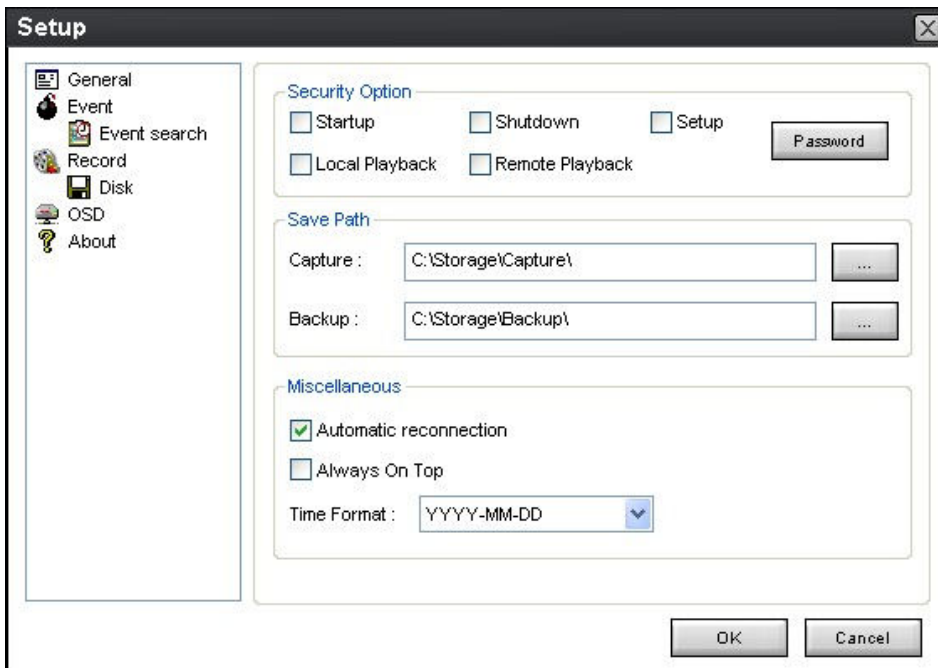 Setup
General
Event
Event search
Record
Disk
OSD
About
Security Option
Startup Shutdown Setup
Password
Local Playback Remote Playback
Save Path
Capture : C:\Storage\Capture\ ...
Backup : C:\Storage\Backup\ ...
Miscellaneous
Automatic reconnection
Always On Top
Time Format : YYYY-MM-DD
OK Cancel